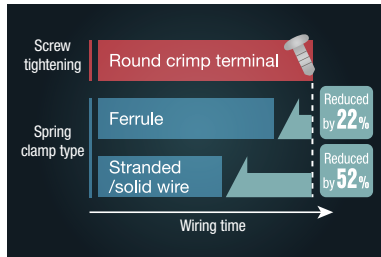 Screw
tightening
Round crimp terminal
Spring
clamp type
Ferrule
Reduced
by 22%
Stranded
/solid wire
Reduced
by 52%
Wiring time